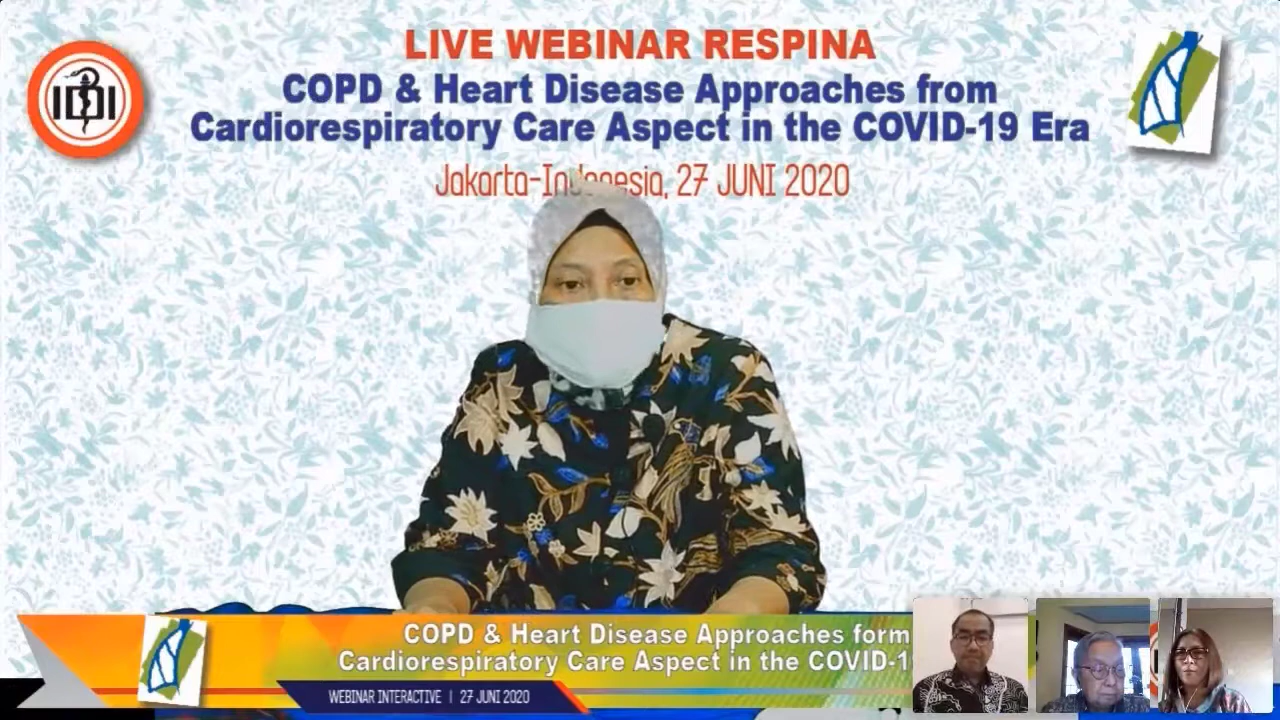 LIVE WEBINAR RESPINA
COPD & Heart Disease Approaches from
Cardiorespiratory Care Aspect in the COVID-19 Era
Jakarta-Indonesia, 27 JUNI 2020
IDI
COPD & Heart Disease Approaches form
Cardiorespiratory Care Aspect in the COVID-1
WEBINAR INTERACTIVE | 27 JUNI 2020